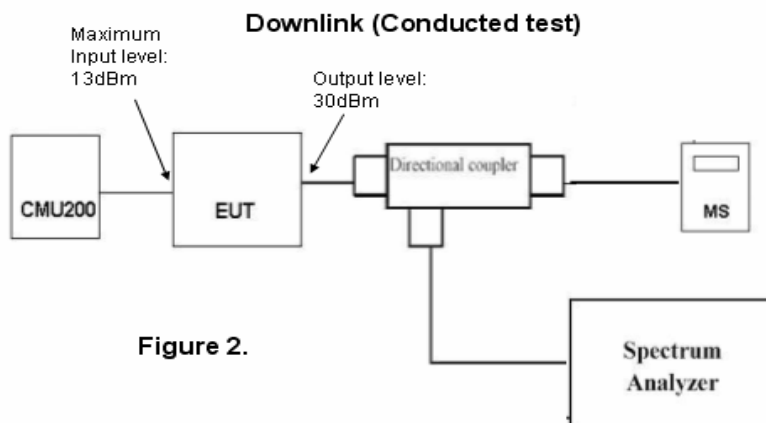 Downlink (Conducted test)
Maximum
Input level:
13dBm
Output level:
30dBm
CMU200
EUT
Directional coupler
MS
Figure 2.
Spectrum
Analyzer